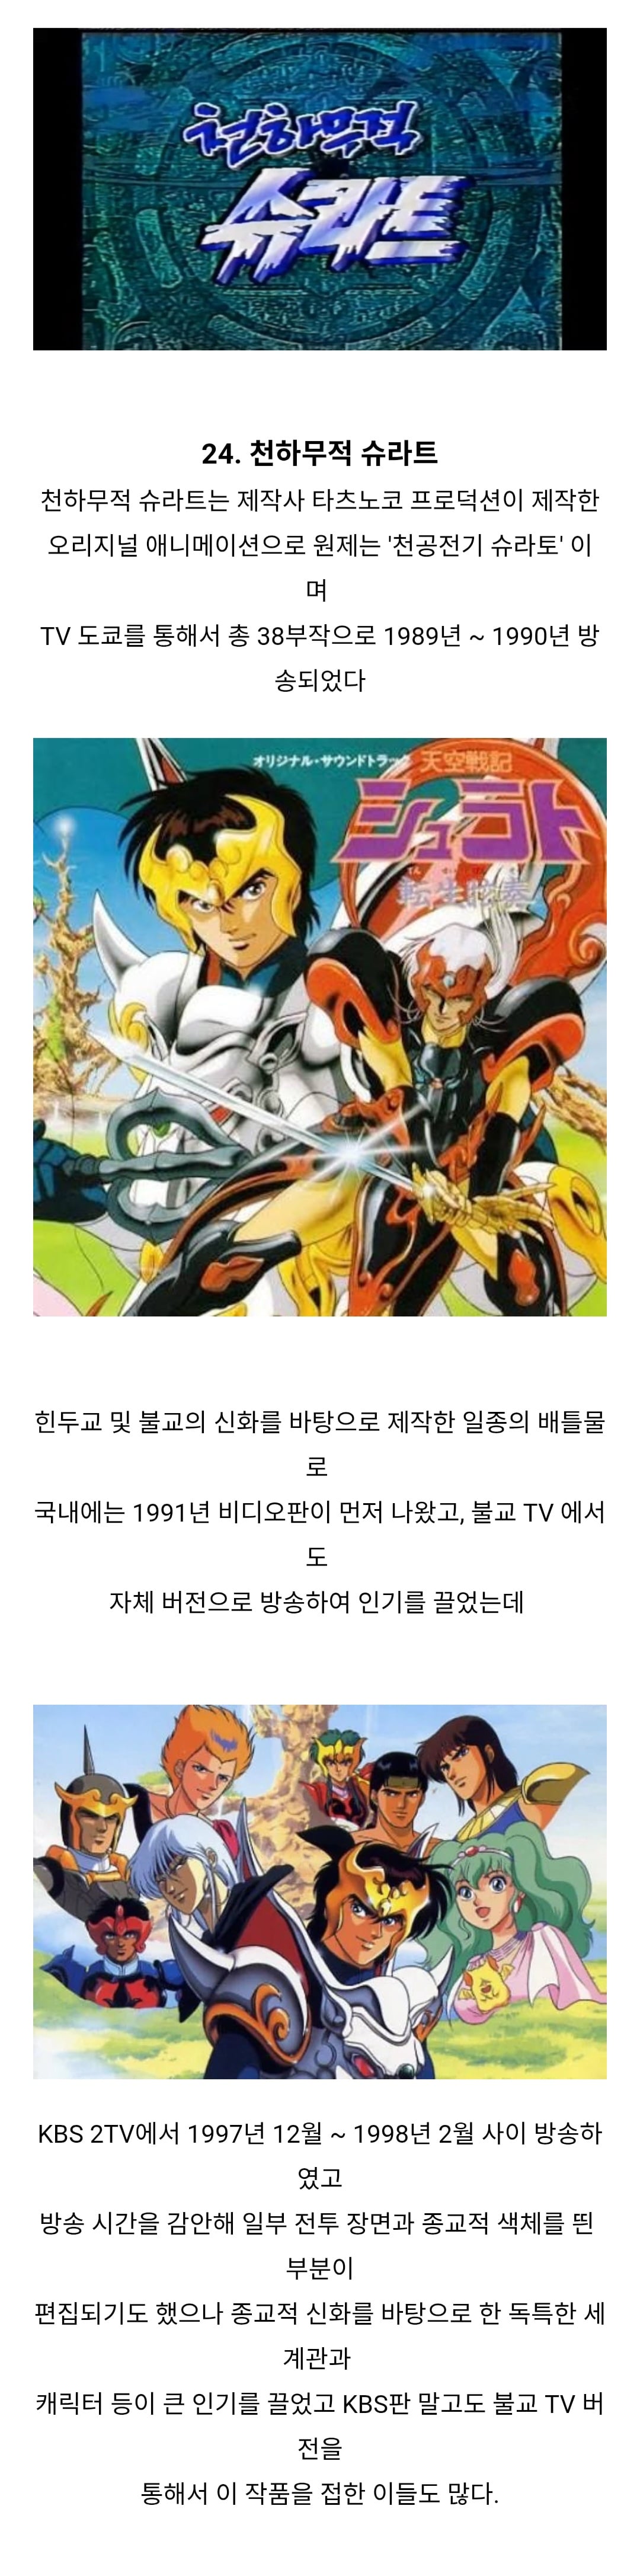 천하무적
슈라트
24. 천하무적 슈라트
천하무적 슈라트는 제작사 타츠노코 프로덕션이 제작한
오리지널 애니메이션으로 원제는 '천공전기 슈라토' 이
며
TV 도쿄를 통해서 총 38부작으로 1989년 ~ 1990년 방
송되었다
オリジナル・サウンドトラック 天空戦記
シュラト
힌두교 및 불교의 신화를 바탕으로 제작한 일종의 배틀물
로
국내에는 1991년 비디오판이 먼저 나왔고, 불교 TV 에서
도
자체 버전으로 방송하여 인기를 끌었는데
KBS 2TV에서 1997년 12월 ~ 1998년 2월 사이 방송하
였고
방송 시간을 감안해 일부 전투 장면과 종교적 색체를 띈
부분이
편집되기도 했으나 종교적 신화를 바탕으로 한 독특한 세
계관과
캐릭터 등이 큰 인기를 끌었고 KBS판 말고도 불교 TV 버
전을
통해서 이 작품을 접한 이들도 많다.